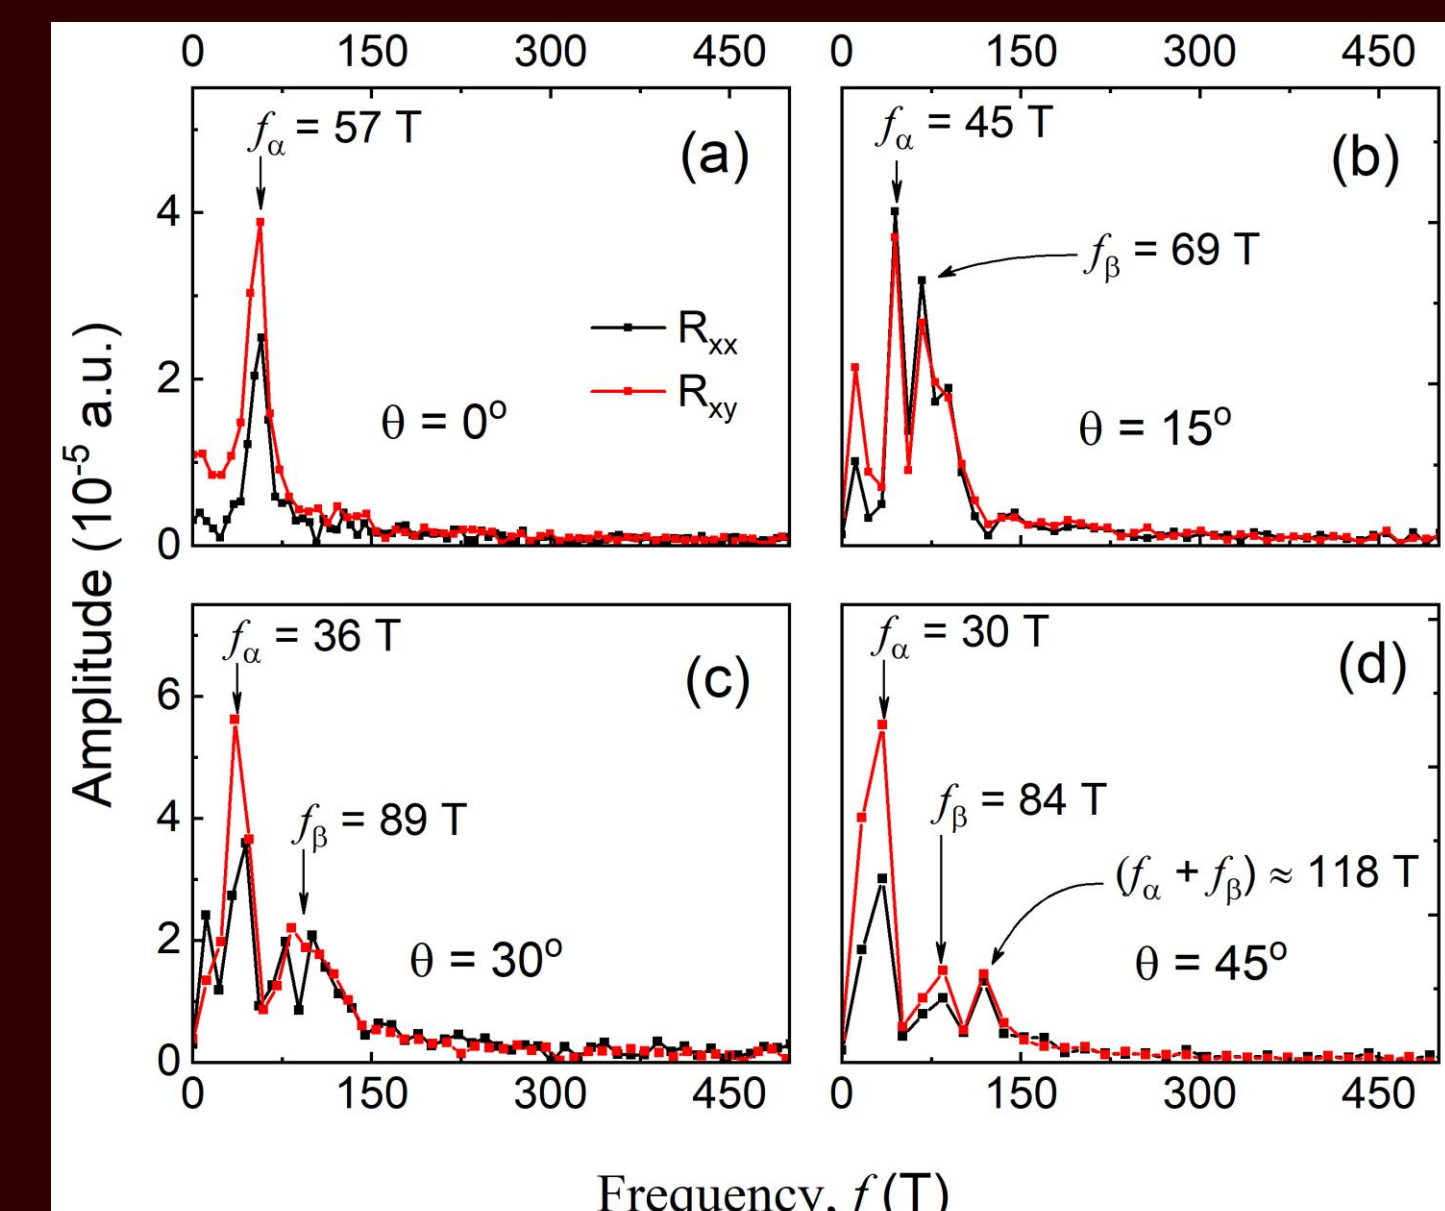 0 150 300 450 0 150 300 450
f_α = 57 T
(a)
4
2
0
R_xx
R_xy
θ = 0°
f_α = 45 T
(b)
f_β = 69 T
θ = 15°
Amplitude (10⁻⁵ a.u.)
f_α = 36 T
(c)
6
4
2
0
f_β = 89 T
θ = 30°
f_α = 30 T
(d)
f_β = 84 T
(f_α + f_β) ≈ 118 T
θ = 45°
0 150 300 450 0 150 300 450
Frequency, f (T)